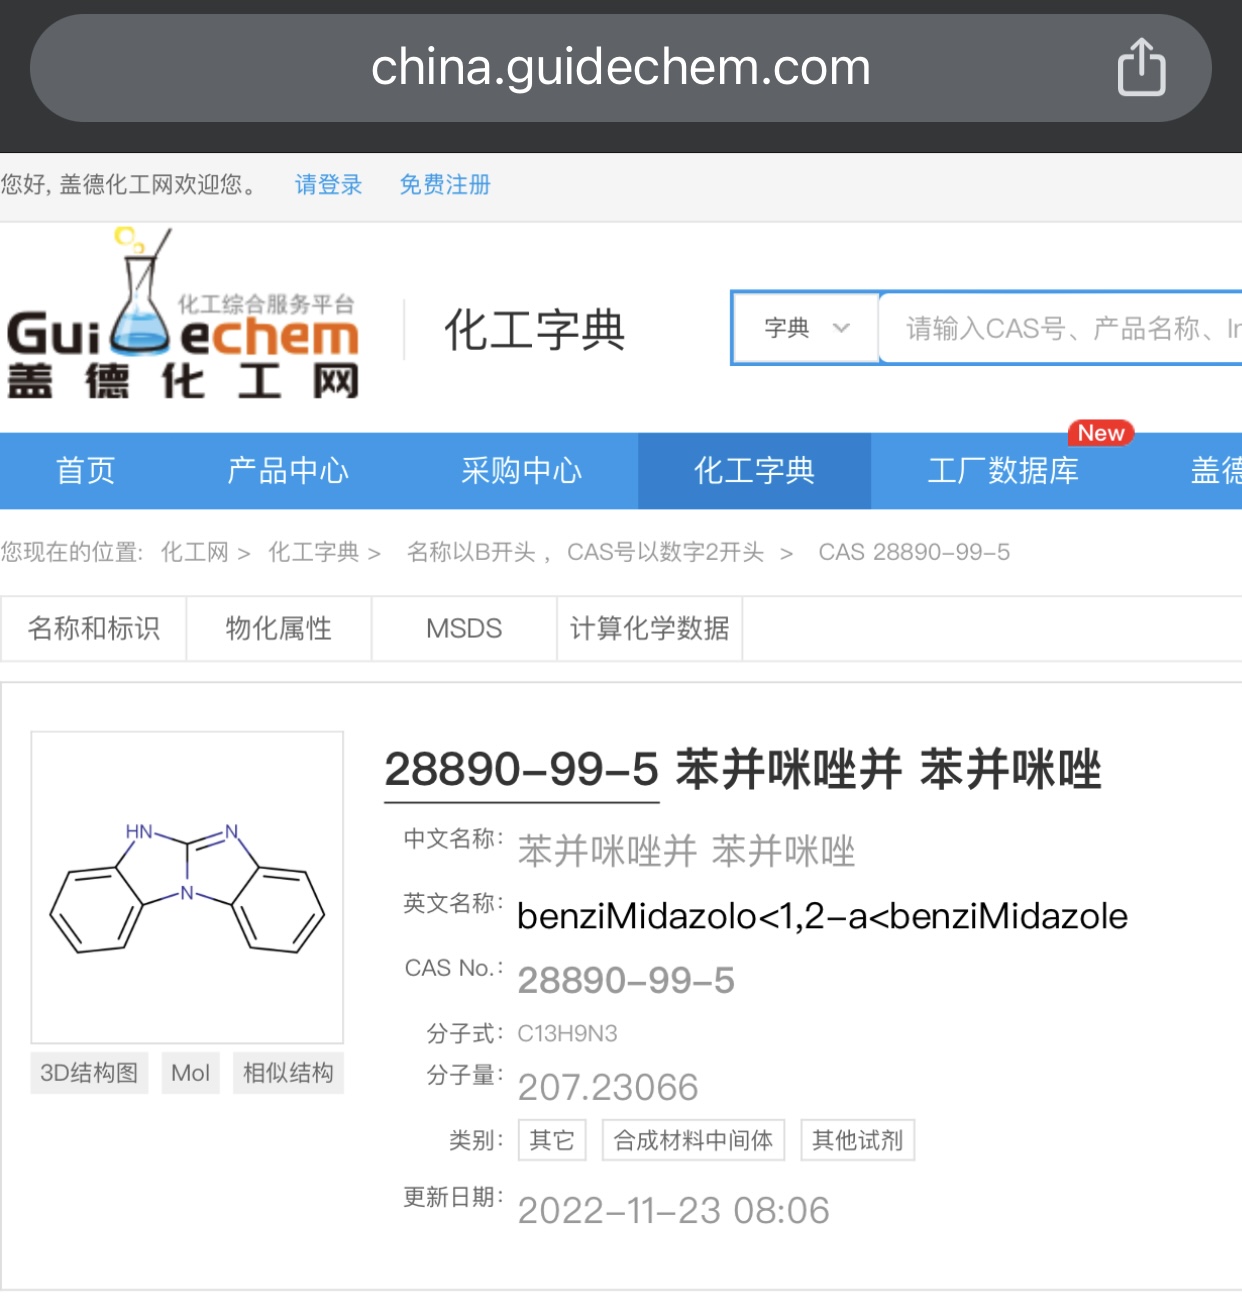 china.guidechem.com
您好, 盖德化工网欢迎您。 请登录 免费注册
化工综合服务平台
Guidechem
盖德化工网
化工字典
字典 请输入CAS号、产品名称、In
New
首页 产品中心 采购中心 化工字典 工厂数据库 盖德
您现在的位置: 化工网 > 化工字典 > 名称以B开头 , CAS号以数字2开头 > CAS 28890-99-5
名称和标识 物化属性 MSDS 计算化学数据
28890-99-5 苯并咪唑并 苯并咪唑
HN N
N
中文名称: 苯并咪唑并 苯并咪唑
英文名称: benziMidazolo<1,2-a<benziMidazole
CAS No.: 28890-99-5
分子式: C13H9N3
分子量: 207.23066
类别: 其它 合成材料中间体 其他试剂
更新日期: 2022-11-23 08:06
3D结构图 Mol 相似结构